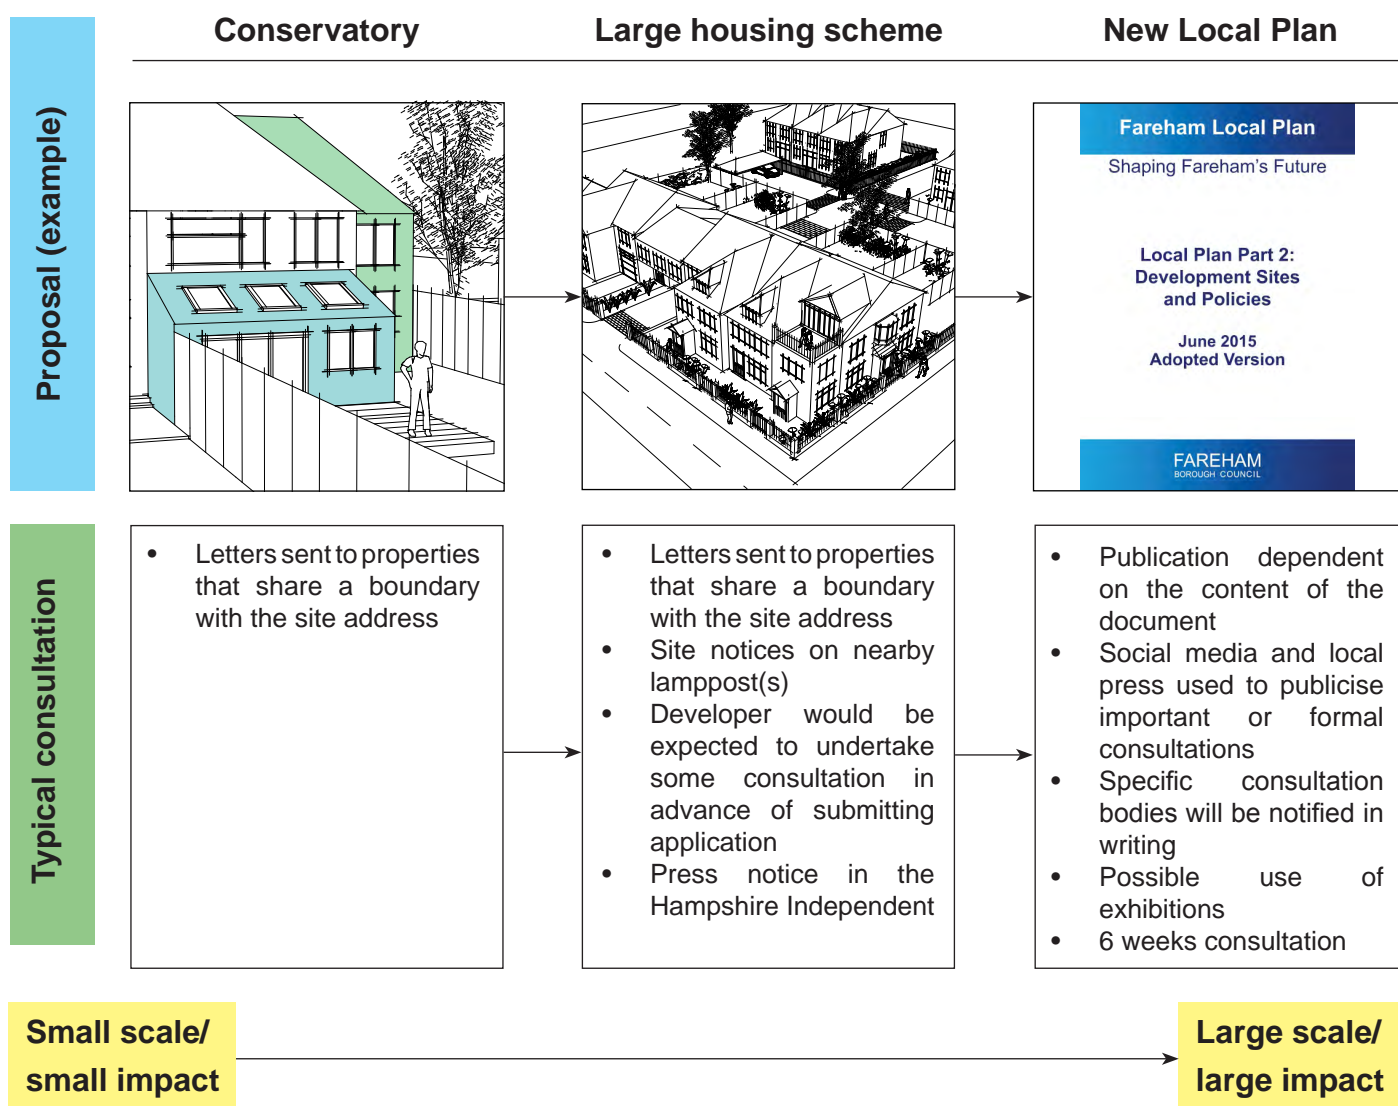 Conservatory
Large housing scheme
New Local Plan
Proposal (example)
Fareham Local Plan
Shaping Fareham's Future
Local Plan Part 2:
Development Sites
and Policies
June 2015
Adopted Version
FAREHAM
BOROUGH COUNCIL
Typical consultation
• Letters sent to properties
that share a boundary
with the site address
• Letters sent to properties
that share a boundary
with the site address
• Site notices on nearby
lamppost(s)
• Developer would be
expected to undertake
some consultation in
advance of submitting
application
• Press notice in the
Hampshire Independent
• Publication dependent
on the content of the
document
• Social media and local
press used to publicise
important or formal
consultations
• Specific consultation
bodies will be notified in
writing
• Possible use of
exhibitions
• 6 weeks consultation
Small scale/
small impact
Large scale/
large impact